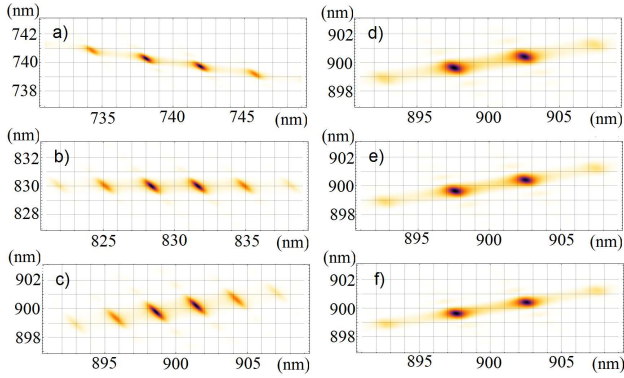 (nm)
a)
742
740
738
735 740 745 (nm)
(nm)
b)
832
830
828
825 830 835 (nm)
(nm)
c)
902
900
898
895 900 905 (nm)
(nm)
d)
902
900
898
895 900 905 (nm)
(nm)
e)
902
900
898
895 900 905 (nm)
(nm)
f)
902
900
898
895 900 905 (nm)